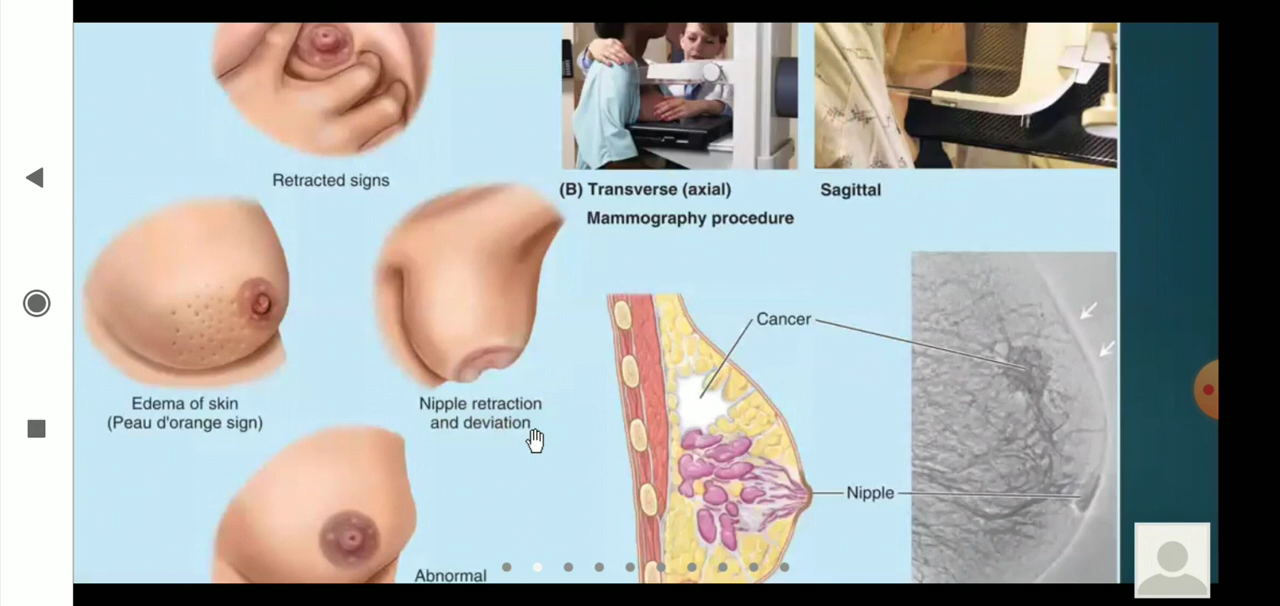 Retracted signs
(B) Transverse (axial)
Sagittal
Mammography procedure
Cancer
Edema of skin
(Peau d'orange sign)
Nipple retraction
and deviation
Nipple
Abnormal